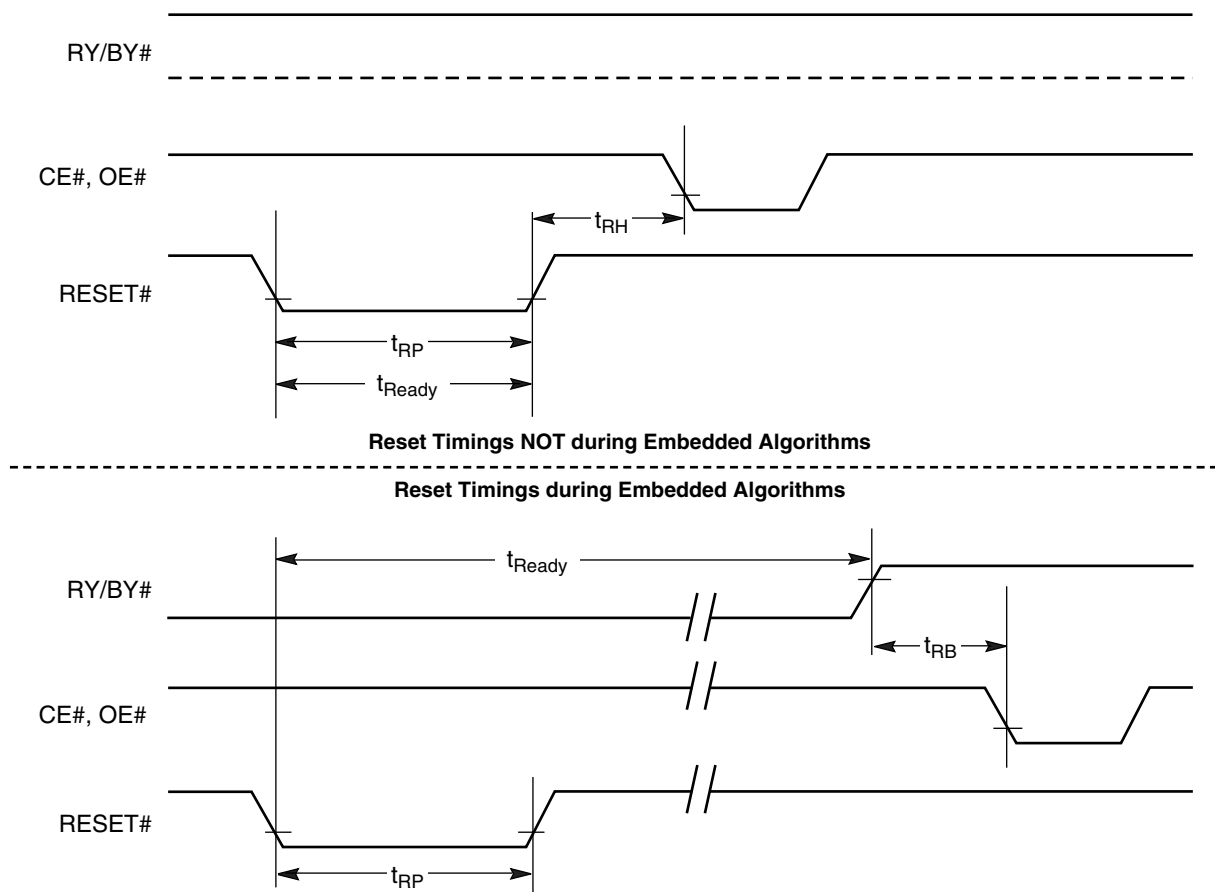 RY/BY#
CE#, OE#
tRH
RESET#
tRP
tReady
Reset Timings NOT during Embedded Algorithms
Reset Timings during Embedded Algorithms
tReady
RY/BY#
tRB
CE#, OE#
RESET#
tRP